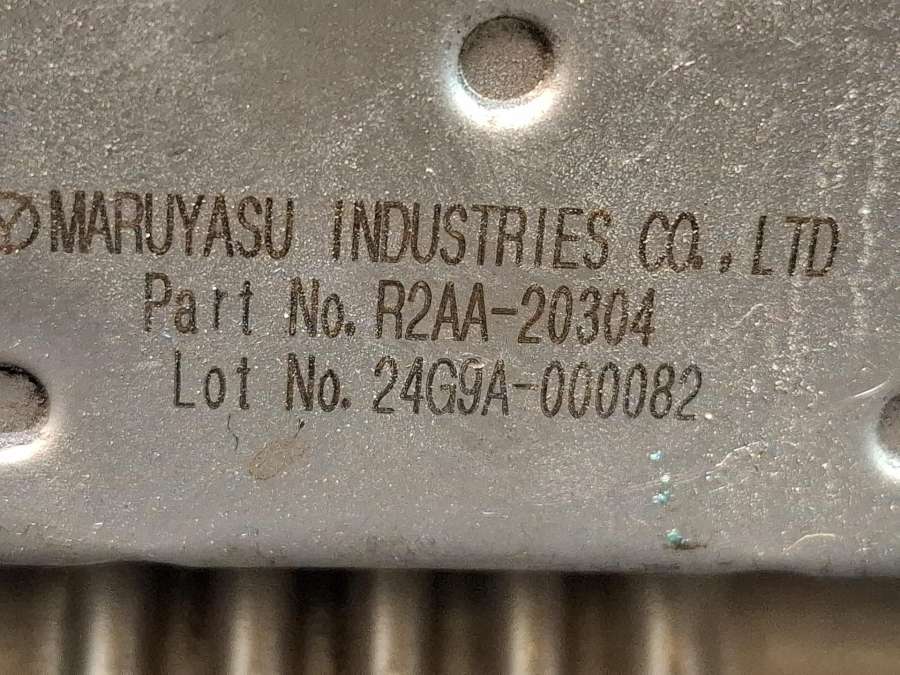 MARUYASU INDUSTRIES CO.,LTD
Part No. R2AA-20304
Lot No. 24G9A-000082